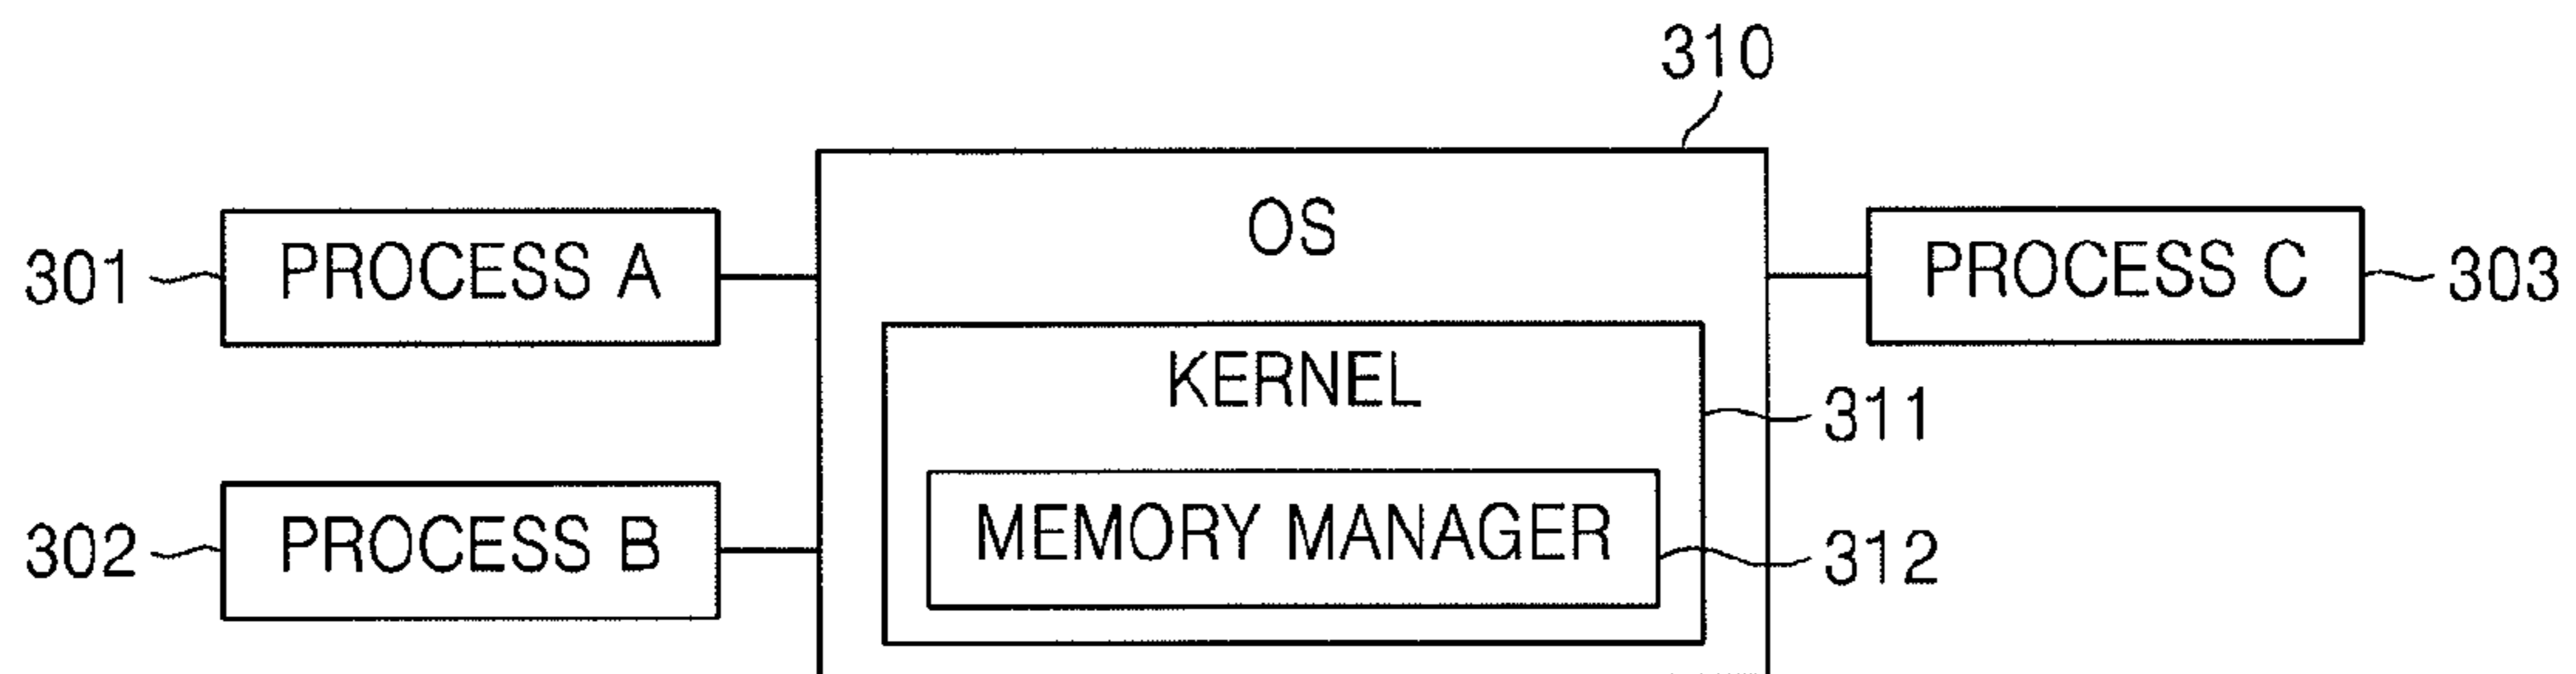 310
OS
301
PROCESS A
PROCESS C
303
KERNEL
311
302
PROCESS B
MEMORY MANAGER
312